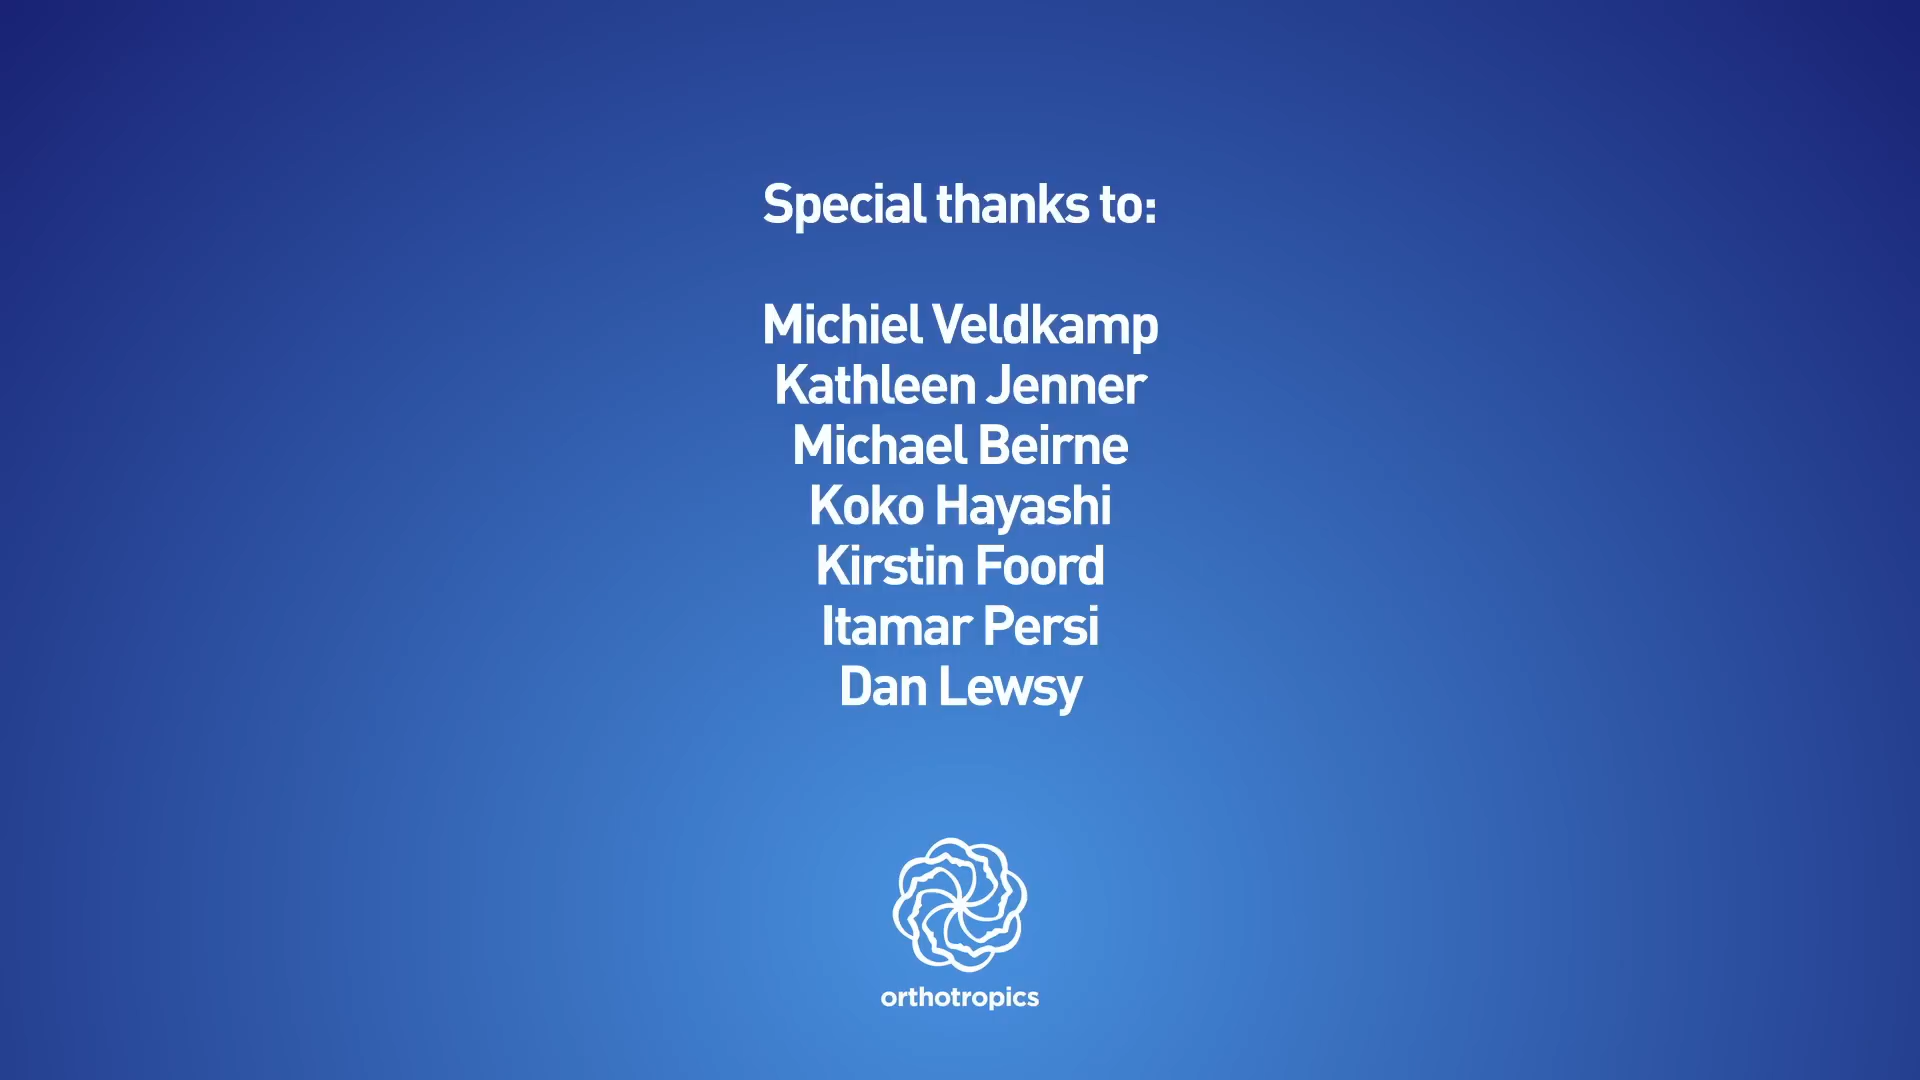 Special thanks to:
Michiel Veldkamp
Kathleen Jenner
Michael Beirne
Koko Hayashi
Kirstin Foord
Itamar Persi
Dan Lewsy
orthotropics